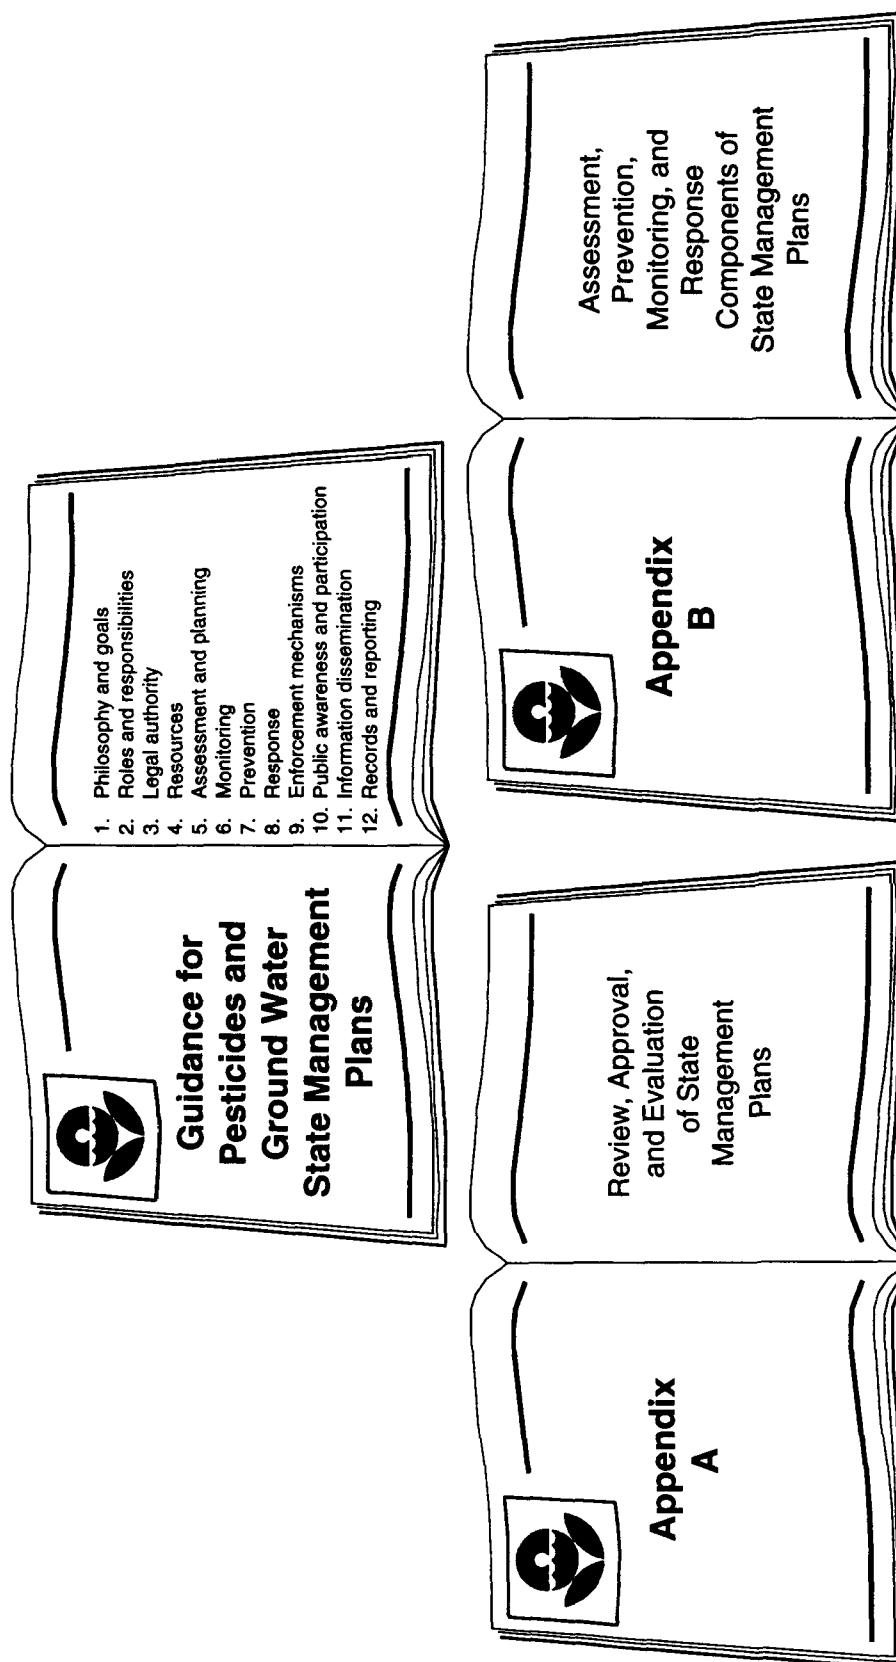 Guidance for
Pesticides and
Ground Water
State Management
Plans
1. Philosophy and goals
2. Roles and responsibilities
3. Legal authority
4. Resources
5. Assessment and planning
6. Monitoring
7. Prevention
8. Response
9. Enforcement mechanisms
10. Public awareness and participation
11. Information dissemination
12. Records and reporting
Appendix
A
Review, Approval,
and Evaluation
of State
Management
Plans
Appendix
B
Assessment,
Prevention,
Monitoring, and
Response
Components of
State Management
Plans